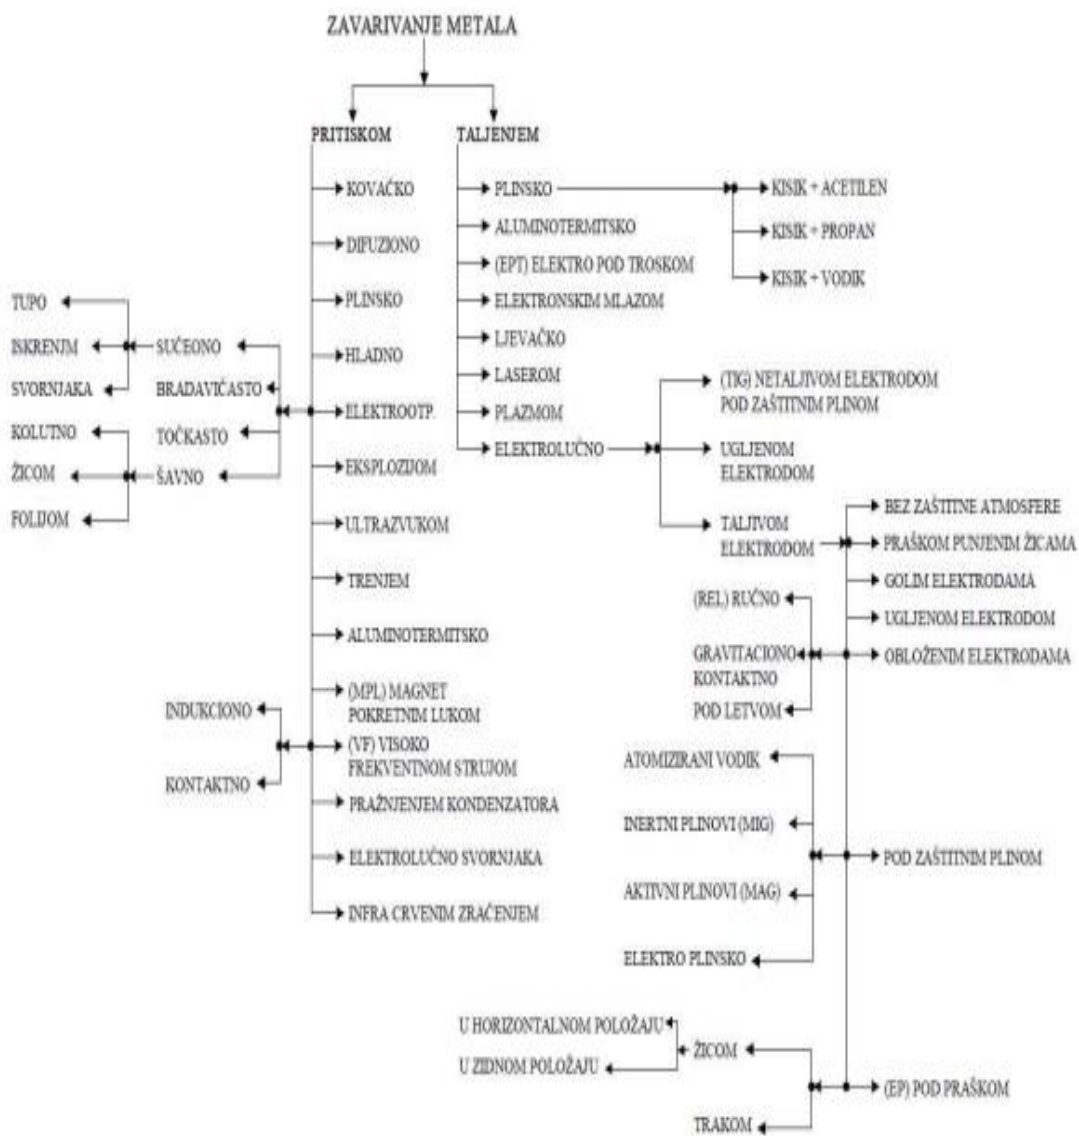 ZAVARIVANJE METALA
PRITISKOM
KOVAČKO
DIFUZIONO
PLINSKO
HLADNO
ELEKTROOTP.
SUČEONO
TUPO
ISKRENJM
SVORNJAKA
BRADAVIČASTO
TOČKASTO
ŠAVNO
KOLUTNO
ŽICOM
FOLIJOM
EKSPLOZIJOM
ULTRAZVUKOM
TRENJEM
ALUMINOTERMITSKO
(MPL) MAGNET
POKRETNIM LUKOM
(VF) VISOKO
FREKVENTNOM STRUJOM
INDUKCIONO
KONTAKTNO
PRAŽNJENJEM KONDENZATORA
ELEKTROLUČNO SVORNJAKA
INFRA CRVENIM ZRAČENJEM
TALJENJEM
PLINSKO
KISIK + ACETILEN
KISIK + PROPAN
KISIK + VODIK
ALUMINOTERMITSKO
(EPT) ELEKTRO POD TROSKOM
ELEKTRONSKIM MLAZOM
LJEVAČKO
LASEROM
PLAZMOM
ELEKTROLUČNO
(TIG) NETALJIVOM ELEKTRODOM
POD ZAŠTITNIM PLINOM
UGLJENOM
ELEKTRODOM
TALJIVOM
ELEKTRODOM
BEZ ZAŠTITNE ATMOSFERE
PRAŠKOM PUNJENIM ŽICAMA
GOLIM ELEKTRODAMA
UGLJENOM ELEKTRODOM
OBLOŽENIM ELEKTRODAMA
(REL) RUČNO
GRAVITACIONO
KONTAKTNO
POD LETVOM
POD ZAŠTITNIM PLINOM
ATOMIZIRANI VODIK
INERTNI PLINOVI (MIG)
AKTIVNI PLINOVI (MAG)
ELEKTRO PLINSKO
(EP) POD PRAŠKOM
ŽICOM
U HORIZONTALNOM POLOŽAJU
U ZIDNOM POLOŽAJU
TRAKOM